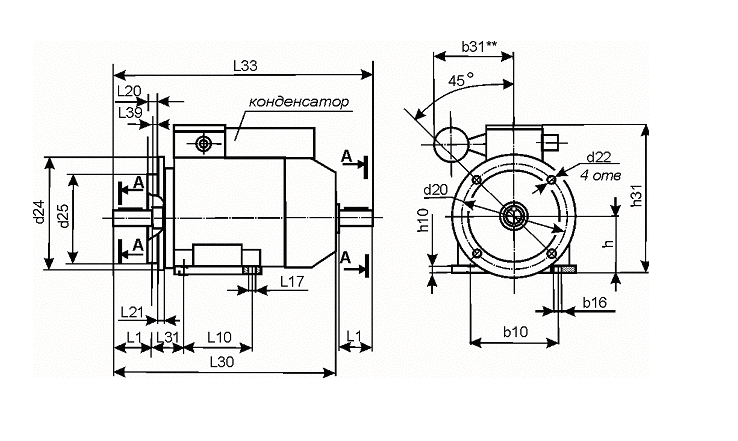 b31**
L33
45°
L20
конденсатор
L39
А
А
d22
4 отв
d20
d24
d25
h10
h31
h
А
А
L17
L21
b16
L1
L31
L10
L1
b10
L30